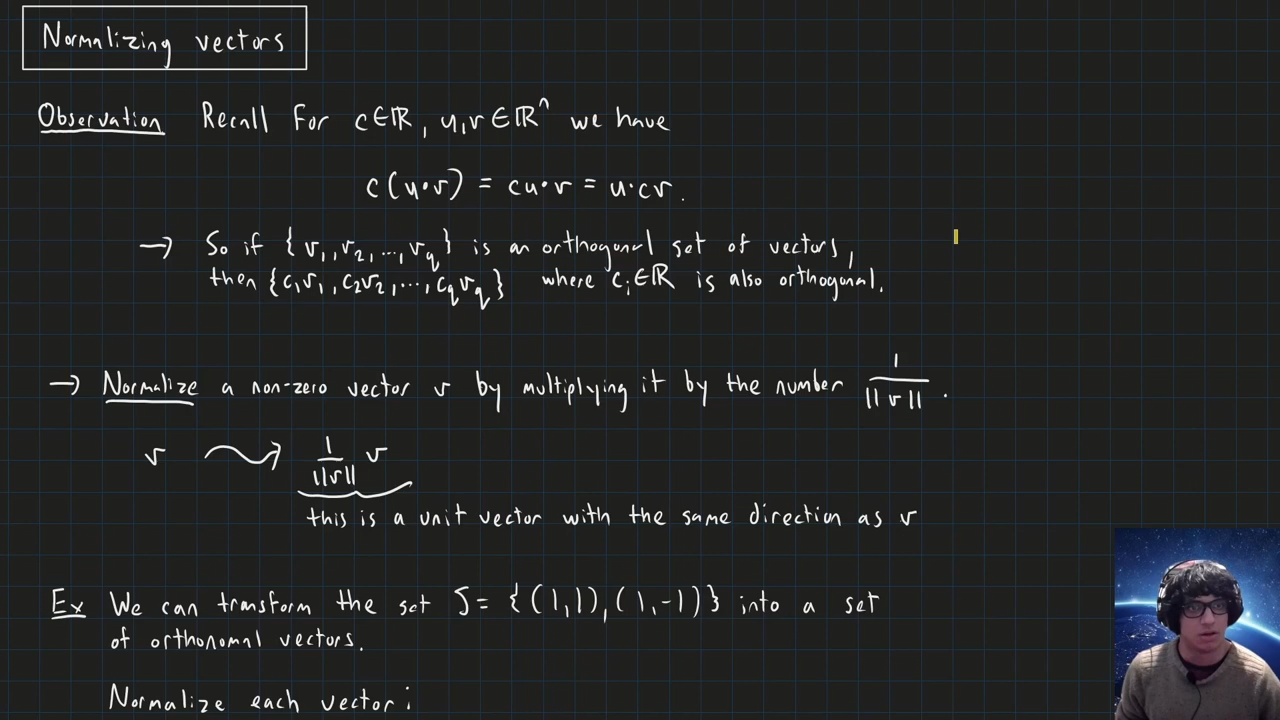 Normalizing vectors
Observation Recall For c∈ℝ, u,v∈ℝⁿ we have
c(u·v) = cu·v = u·cv.
→ So if {v₁,v₂,...,v_q} is an orthogonal set of vectors,
then {c₁v₁,c₂v₂,...,c_qv_q} where cᵢ∈ℝ is also orthogonal.
→ Normalize a non-zero vector v by multiplying it by the number 1/||v||.
v ⤳ 1/||v|| v
this is a unit vector with the same direction as v
Ex We can transform the set S= {(1,1),(1,-1)} into a set
of orthonomal vectors.
Normalize each vector: